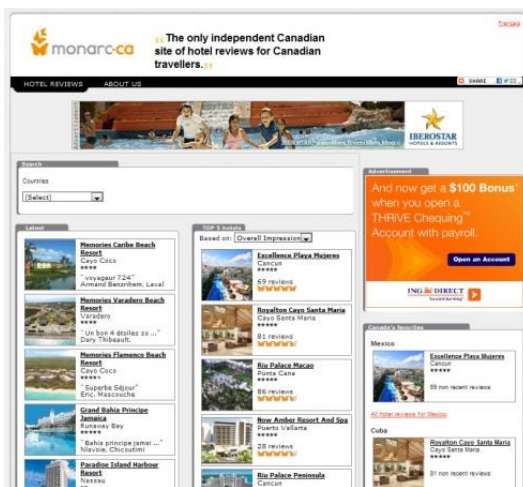 Français
monarc-ca
"The only independent Canadian
site of hotel reviews for Canadian
travellers."
HOTEL REVIEWS ABOUT US
SHARE
Advertisement
IBEROSTAR
HOTELS & RESORTS
Search
Countries
(Select)
Advertisement
And now get a $100 Bonus*
when you open a
THRiVE Chequing™
Account with payroll.
Open an Account
ING DIRECT
Latest
Memories Caribe Beach
Resort
Cayo Coco
****
"voyageur 724"
Armand Benzrihem, Laval
Memories Varadero Beach
Resort
Varadero
"Un bon 4 étoiles so ..."
Dary Thibeault,
Memories Flamenco Beach
Resort
Cayo Coco
"Superbe Séjour"
Eric, Mascouche
Grand Bahia Principe
Jamaica
Runaway Bay
*****
"Bahia principe jamai ..."
Nlavoie, Chicoutimi
Paradise Island Harbour
Resort
Nassau
TOP 5 hotels
Based on: Overall Impression
Excellence Playa Mujeres
Cancun
*****
69 reviews
Royalton Cayo Santa Maria
Cayo Santa Maria
*****
81 reviews
Riu Palace Macao
Punta Cana
*****
86 reviews
Now Amber Resort And Spa
Puerto Vallarta
*****
28 reviews
Riu Palace Peninsula
Cancun
Canada's favorites
Mexico
Excellence Playa Mujeres
Cancun
*****
69 non recent reviews
All hotel reviews for Mexico
Cuba
Royalton Cayo Santa Maria
Cayo Santa Maria
*****
81 non recent reviews